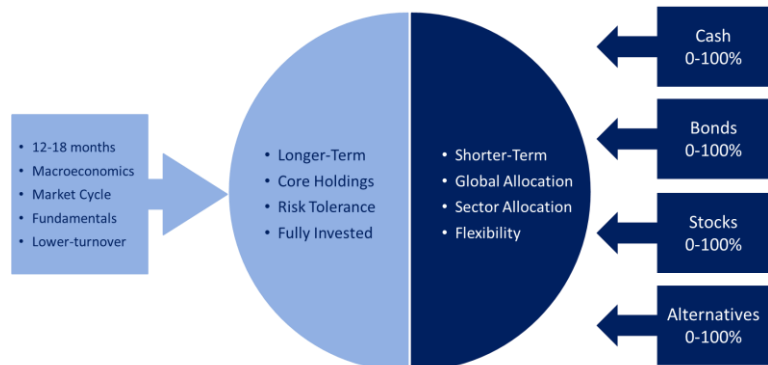 • 12-18 months
• Macroeconomics
• Market Cycle
• Fundamentals
• Lower-turnover
• Longer-Term
• Core Holdings
• Risk Tolerance
• Fully Invested
• Shorter-Term
• Global Allocation
• Sector Allocation
• Flexibility
Cash
0-100%
Bonds
0-100%
Stocks
0-100%
Alternatives
0-100%